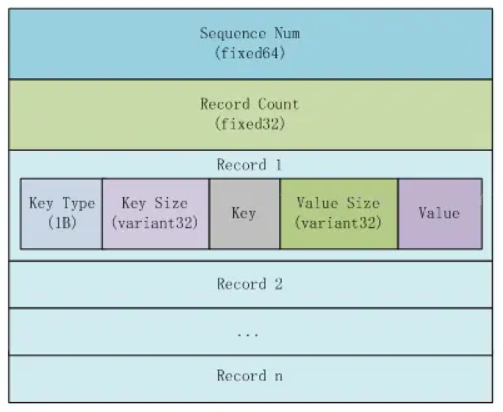 Sequence Num
(fixed64)
Record Count
(fixed32)
Record 1
Key Type
(1B)
Key Size
(variant32)
Key
Value Size
(variant32)
Value
Record 2
...
Record n